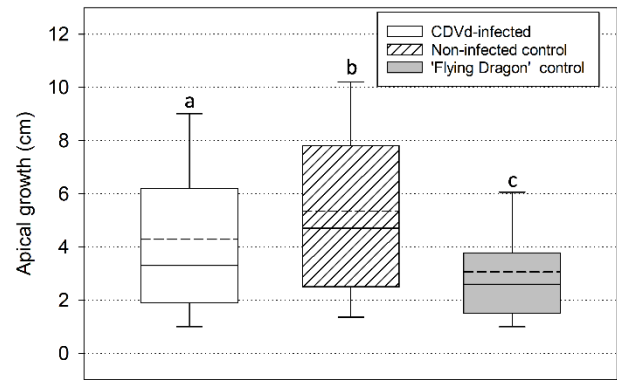 12
10
8
6
4
2
0
Apical growth (cm)
CDVd-infected
Non-infected control
'Flying Dragon' control
a
b
c